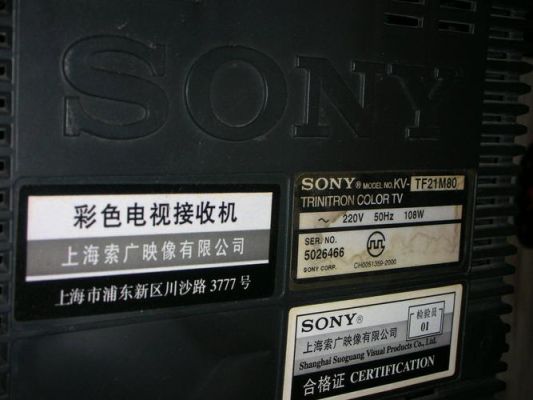 SONY
彩色电视接收机
上海索广映像有限公司
上海市浦东新区川沙路 3777 号
SONY® MODEL NO. KV- TF21M80
TRINITRON COLOR TV
~ 220V 50Hz 108W
SER. NO.
5026466
SONY CORP. CH0051359-2000
SONY®
检验员
01
上海索广映像有限公司
Shanghai Suoguang Visual Products Co., Ltd.
合格证 CERTIFICATION